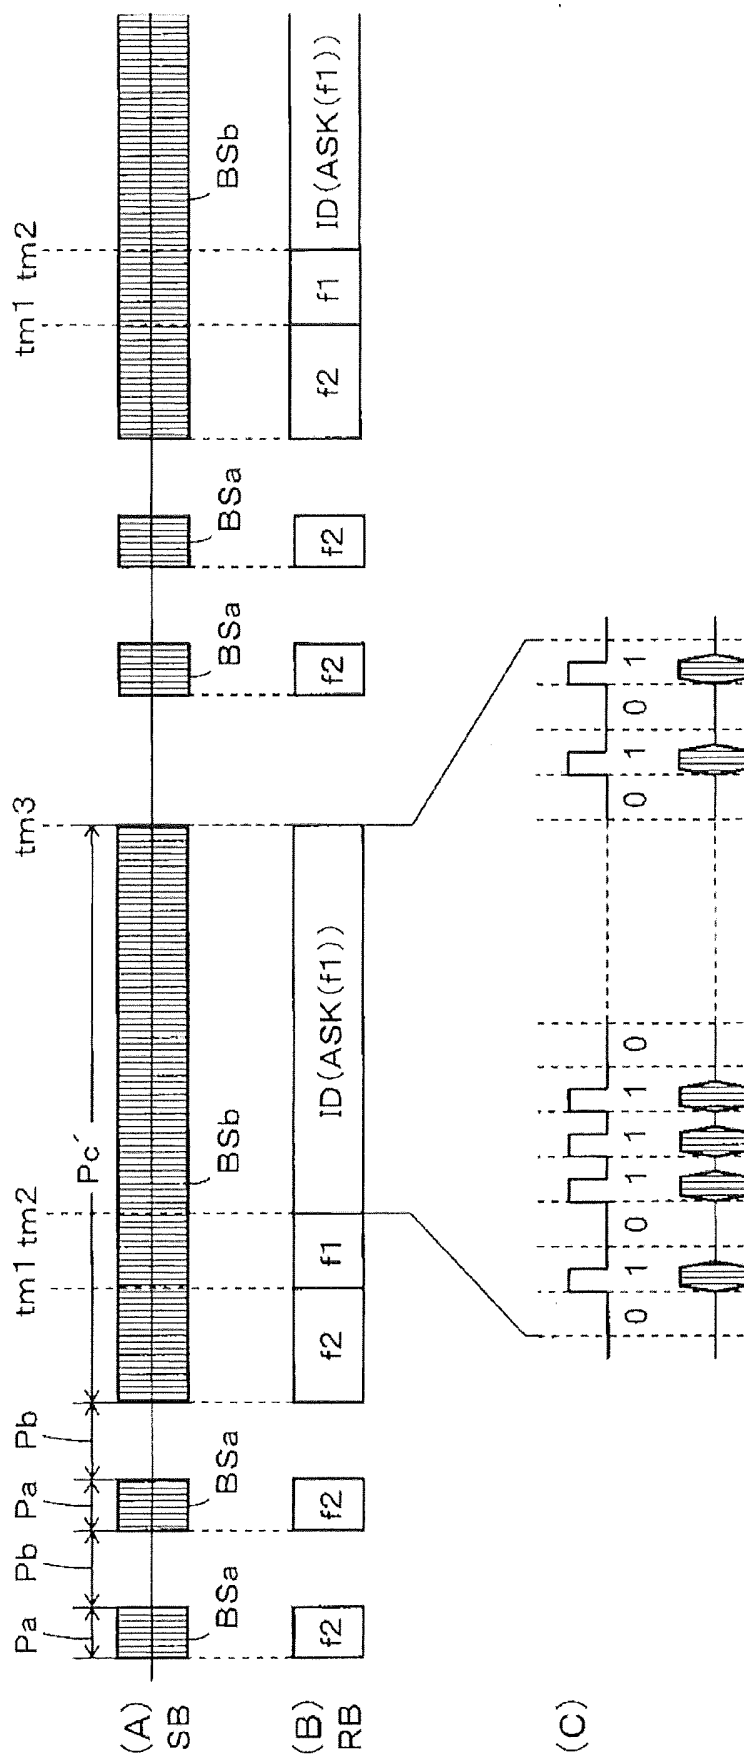 Pa Pb Pa Pb Pc´ tm1 tm2 tm3 tm1 tm2
(A)
SB
BSa BSa BSb BSa BSa BSb
(B)
RB
f2 f2 f2 f1 ID(ASK(f1)) f2 f2 f2 f1 ID(ASK(f1))
(C)
0 1 0 1 1 1 0 0 1 0 1